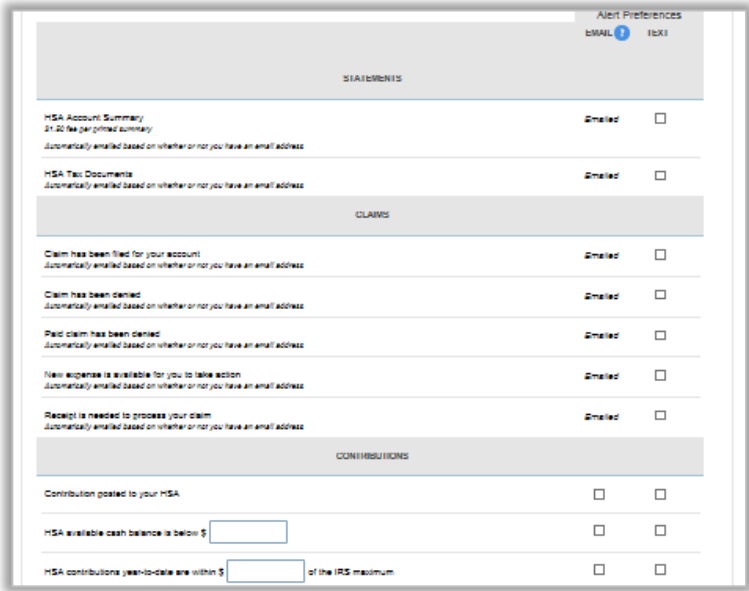 Alert Preferences
EMAIL ? TEXT
STATEMENTS
HSA Account Summary
$1.50 fee per printed summary
Automatically emailed based on whether or not you have an email address
Emailed
HSA Tax Documents
Automatically emailed based on whether or not you have an email address
Emailed
CLAIMS
Claim has been filed for your account
Automatically emailed based on whether or not you have an email address
Emailed
Claim has been denied
Automatically emailed based on whether or not you have an email address
Emailed
Paid claim has been denied
Automatically emailed based on whether or not you have an email address
Emailed
New expense is available for you to take action
Automatically emailed based on whether or not you have an email address
Emailed
Receipt is needed to process your claim
Automatically emailed based on whether or not you have an email address
Emailed
CONTRIBUTIONS
Contribution posted to your HSA
HSA available cash balance is below $
HSA contributions year-to-date are within $ of the IRS maximum